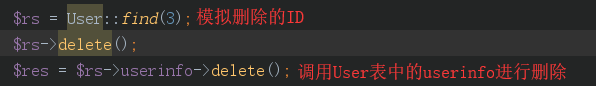 $rs = User::find(3); 模拟删除的ID
$rs->delete();
$res = $rs->userinfo->delete(); 调用User表中的userinfo进行删除